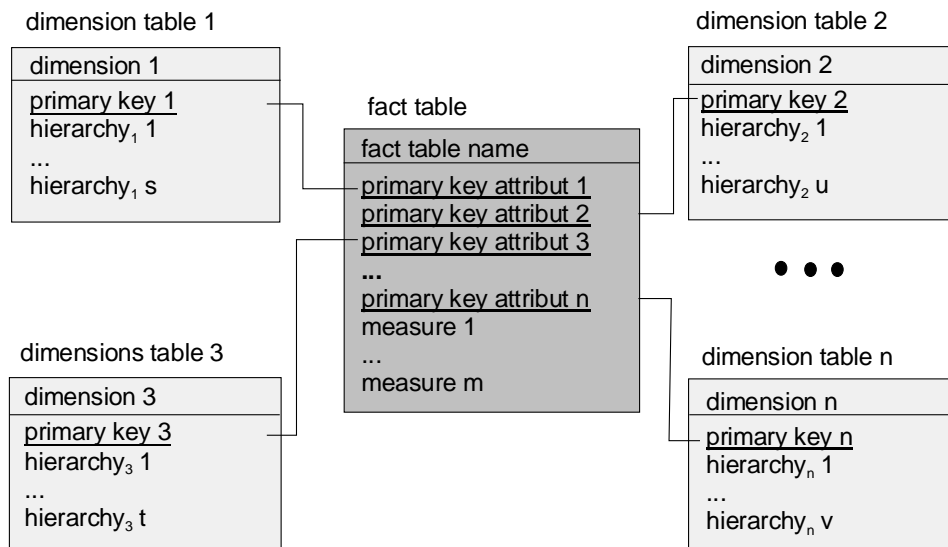 dimension table 1
dimension 1
primary key 1
hierarchy₁ 1
...
hierarchy₁ s
fact table
fact table name
primary key attribut 1
primary key attribut 2
primary key attribut 3
...
primary key attribut n
measure 1
...
measure m
dimension table 2
dimension 2
primary key 2
hierarchy₂ 1
...
hierarchy₂ u
dimensions table 3
dimension 3
primary key 3
hierarchy₃ 1
...
hierarchy₃ t
dimension table n
dimension n
primary key n
hierarchyₙ 1
...
hierarchyₙ v